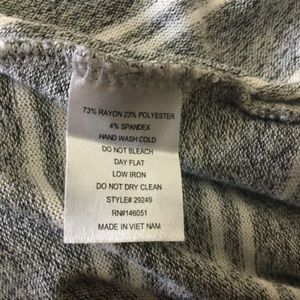 73% RAYON 23% POLYESTER
4% SPANDEX
HAND WASH COLD
DO NOT BLEACH
DAY FLAT
LOW IRON
DO NOT DRY CLEAN
STYLE# 29249
RN#146051
MADE IN VIET NAM